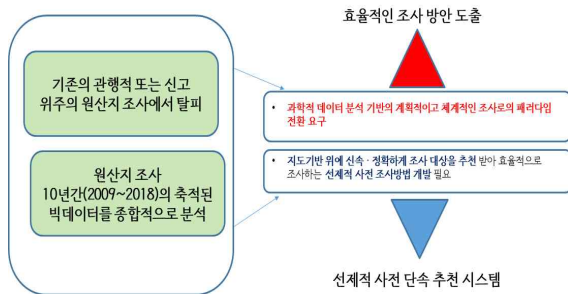 효율적인 조사 방안 도출
기존의 관행적 또는 신고
위주의 원산지 조사에서 탈피
• 과학적 데이터 분석 기반의 계획적이고 체계적인 조사로의 패러다임
전환 요구
• 지도기반 위에 신속 · 정확하게 조사 대상을 추천 받아 효율적으로
조사하는 선제적 사전 조사방법 개발 필요
원산지 조사
10년간(2009~2018)의 축적된
빅데이터를 종합적으로 분석
선제적 사전 단속 추천 시스템